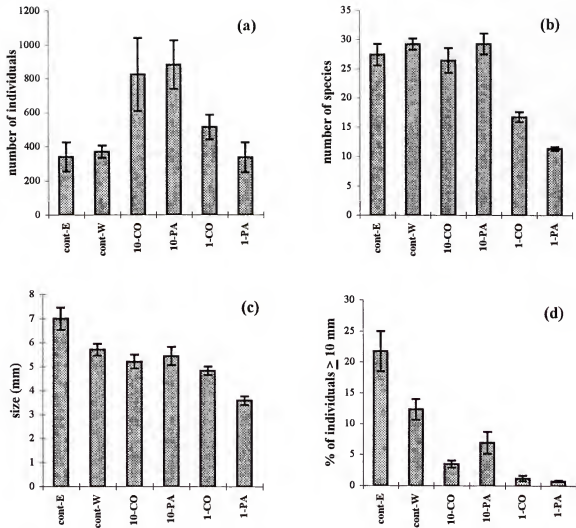 (a)
number of individuals
1200
1000
800
600
400
200
0
cont-E
cont-W
10-CO
10-PA
1-CO
1-PA
(b)
number of species
35
30
25
20
15
10
5
0
cont-E
cont-W
10-CO
10-PA
1-CO
1-PA
(c)
size (mm)
8
7
6
5
4
3
2
1
0
cont-E
cont-W
10-CO
10-PA
1-CO
1-PA
(d)
% of individuals > 10 mm
30
25
20
15
10
5
0
cont-E
cont-W
10-CO
10-PA
1-CO
1-PA